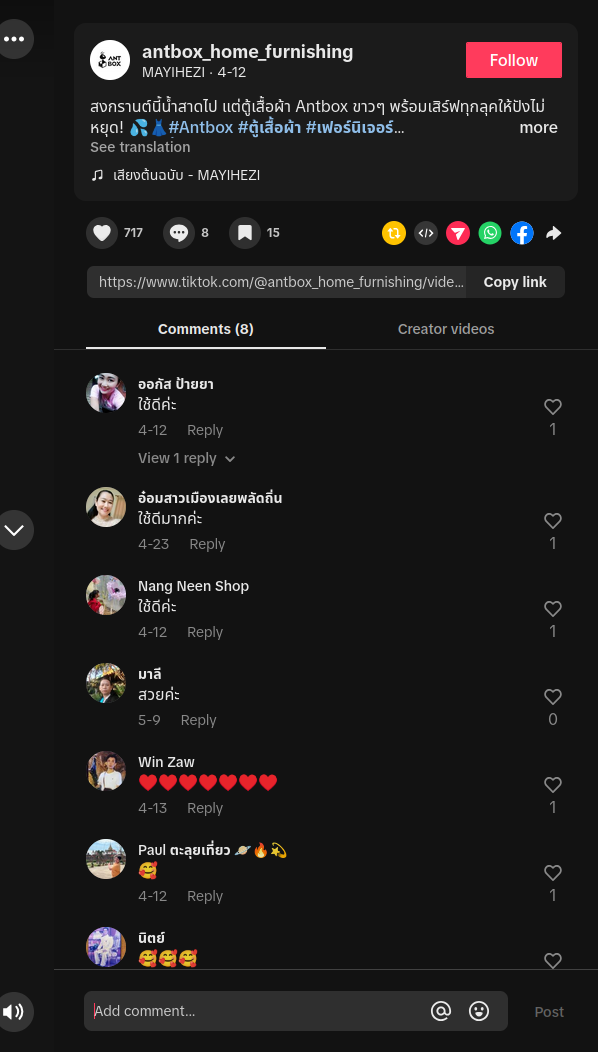 ANT BOX
antbox_home_furnishing
MAYIHEZI · 4-12
Follow
สงกรานต์นี้น้ำสาดไป แต่ตู้เสื้อผ้า Antbox ขาวๆ พร้อมเสิร์ฟทุกลุคให้ปังไม่
หยุด! 💦👗#Antbox #ตู้เสื้อผ้า #เฟอร์นิเจอร์...
more
See translation
♫ เสียงต้นฉบับ - MAYIHEZI
717
8
15
https://www.tiktok.com/@antbox_home_furnishing/vide...
Copy link
Comments (8)
Creator videos
ออกัส ป้ายยา
ใช้ดีค่ะ
4-12 Reply
1
View 1 reply
อ๋อมสาวเมืองเลยพลัดถิ่น
ใช้ดีมากค่ะ
4-23 Reply
1
Nang Neen Shop
ใช้ดีค่ะ
4-12 Reply
1
มาลี
สวยค่ะ
5-9 Reply
0
Win Zaw
❤️❤️❤️❤️❤️❤️❤️
4-13 Reply
1
Paul ตะลุยเที่ยว 🪐🔥💫
🥰
4-12 Reply
1
นิตย์
🥰🥰🥰
Add comment...
Post